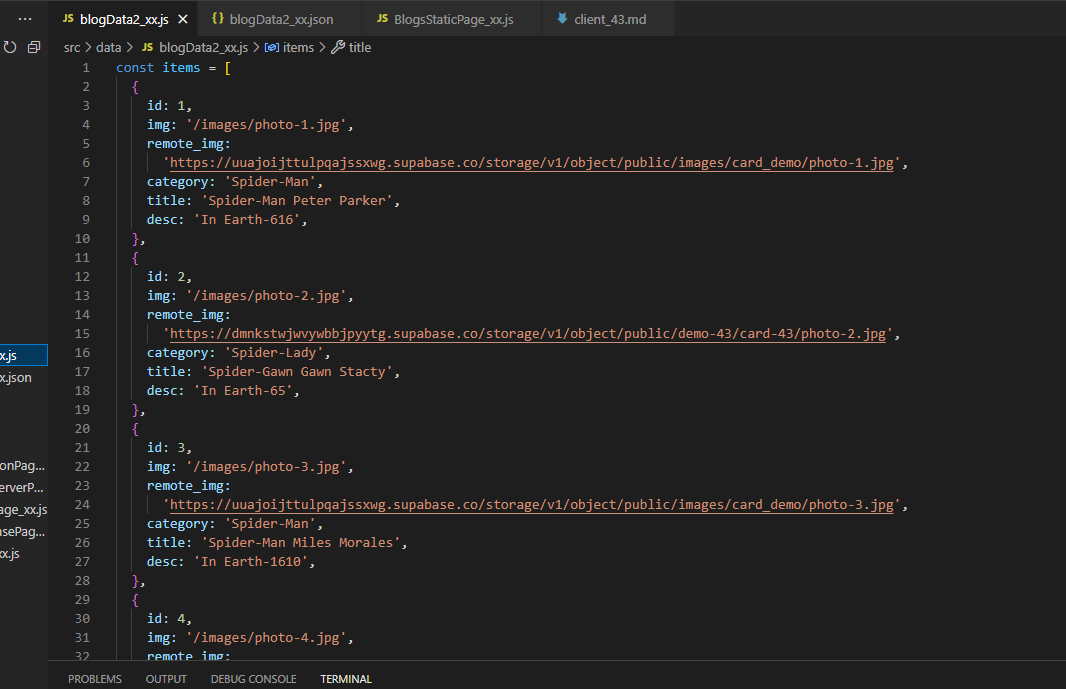 JS blogData2_xx.js ×
{} blogData2_xx.json
JS BlogsStaticPage_xx.js
client_43.md
src > data > JS blogData2_xx.js > items > title
1 const items = [
2 {
3 id: 1,
4 img: '/images/photo-1.jpg',
5 remote_img:
6 'https://uuajoijttulpqajssxwg.supabase.co/storage/v1/object/public/images/card_demo/photo-1.jpg',
7 category: 'Spider-Man',
8 title: 'Spider-Man Peter Parker',
9 desc: 'In Earth-616',
10 },
11 {
12 id: 2,
13 img: '/images/photo-2.jpg',
14 remote_img:
15 'https://dmnkstwjwvywbbjpyytg.supabase.co/storage/v1/object/public/demo-43/card-43/photo-2.jpg',
16 category: 'Spider-Lady',
17 title: 'Spider-Gawn Gawn Stacty',
18 desc: 'In Earth-65',
19 },
20 {
21 id: 3,
22 img: '/images/photo-3.jpg',
23 remote_img:
24 'https://uuajoijttulpqajssxwg.supabase.co/storage/v1/object/public/images/card_demo/photo-3.jpg',
25 category: 'Spider-Man',
26 title: 'Spider-Man Miles Morales',
27 desc: 'In Earth-1610',
28 },
29 {
30 id: 4,
31 img: '/images/photo-4.jpg',
32 remote_img:
x.js
x.json
onPag...
erverP...
age_xx.js
asePag...
xx.js
PROBLEMS OUTPUT DEBUG CONSOLE TERMINAL